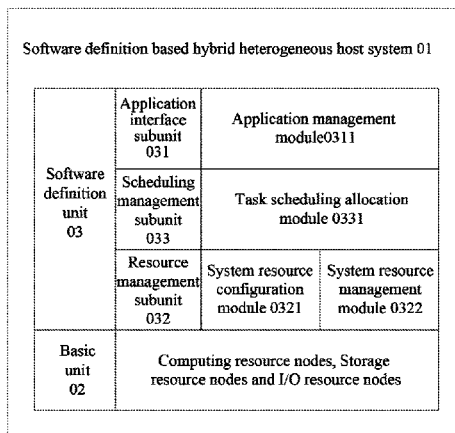 Software definition based hybrid heterogeneous host system 01
Software
definition
unit
03
Application
interface
subunit
031
Application management
module0311
Scheduling
management
subunit
033
Task scheduling allocation
module 0331
Resource
management
subunit
032
System resource
configuration
module 0321
System resource
management
module 0322
Basic
unit
02
Computing resource nodes, Storage
resource nodes and I/O resource nodes